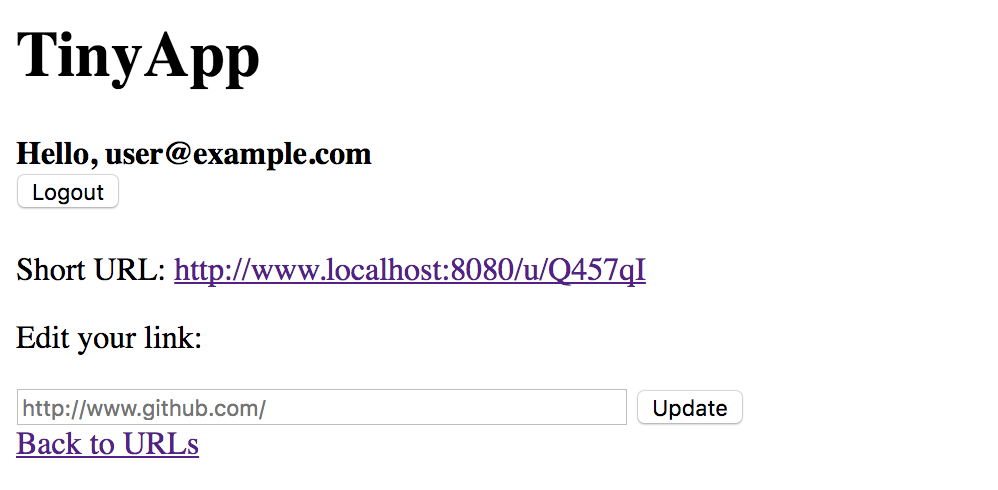 TinyApp
Hello, user@example.com
Logout
Short URL: http://www.localhost:8080/u/Q457qI
Edit your link:
http://www.github.com/ Update
Back to URLs